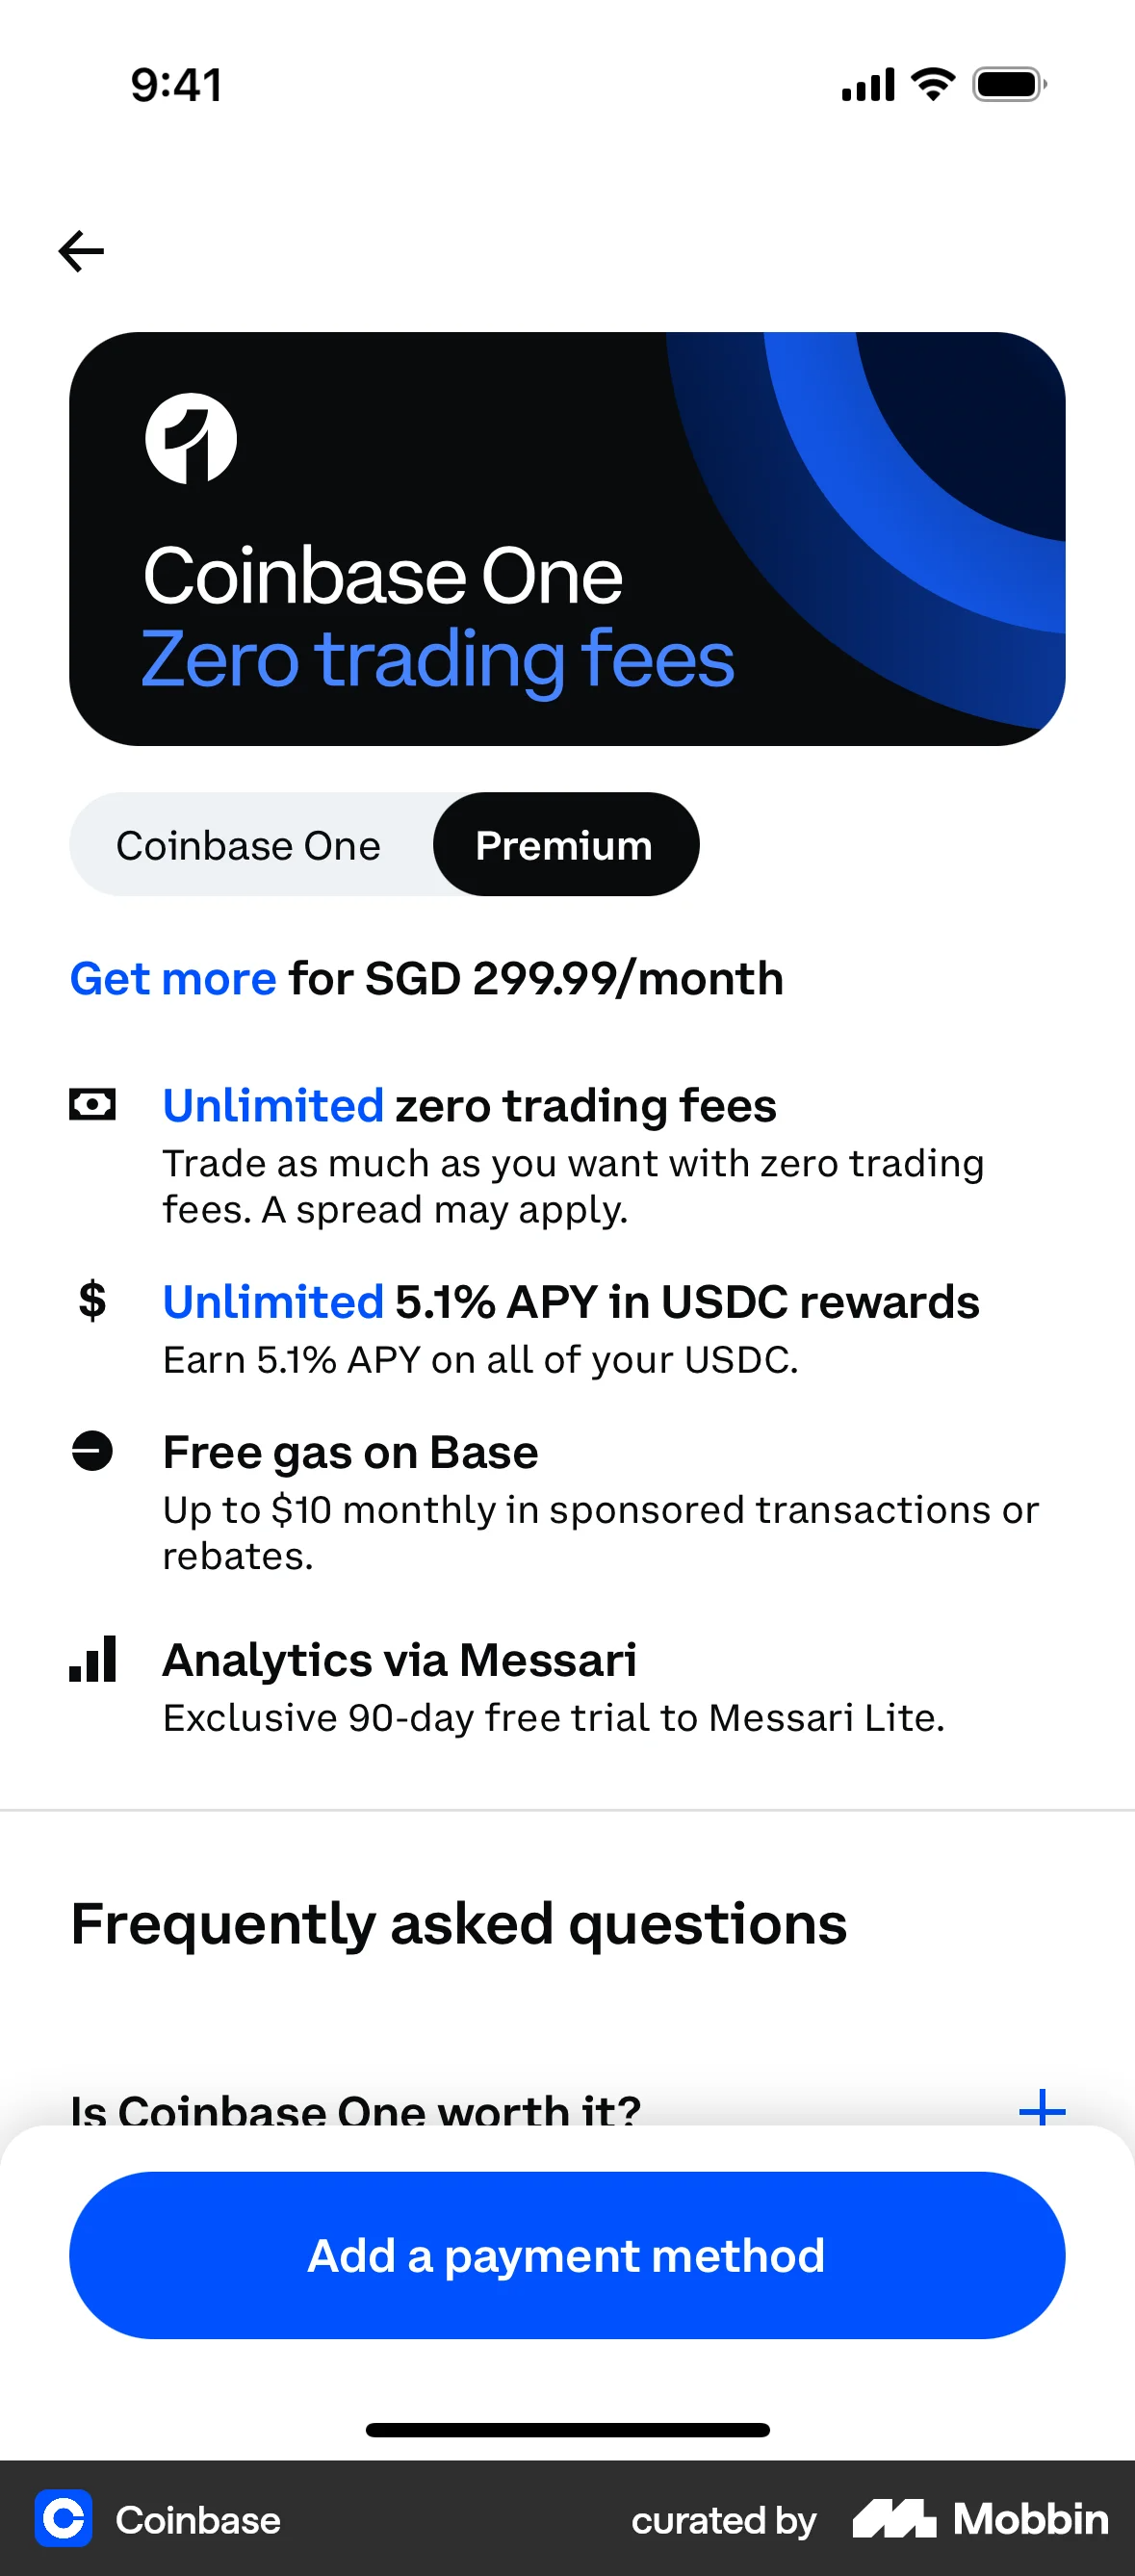 9:41
Coinbase One
Zero trading fees
Coinbase One
Premium
Get more for SGD 299.99/month
Unlimited zero trading fees
Trade as much as you want with zero trading
fees. A spread may apply.
$
Unlimited 5.1% APY in USDC rewards
Earn 5.1% APY on all of your USDC.
Free gas on Base
Up to $10 monthly in sponsored transactions or
rebates.
Analytics via Messari
Exclusive 90-day free trial to Messari Lite.
Frequently asked questions
Is Coinbase One worth it?
Add a payment method
Coinbase
curated by Mobbin